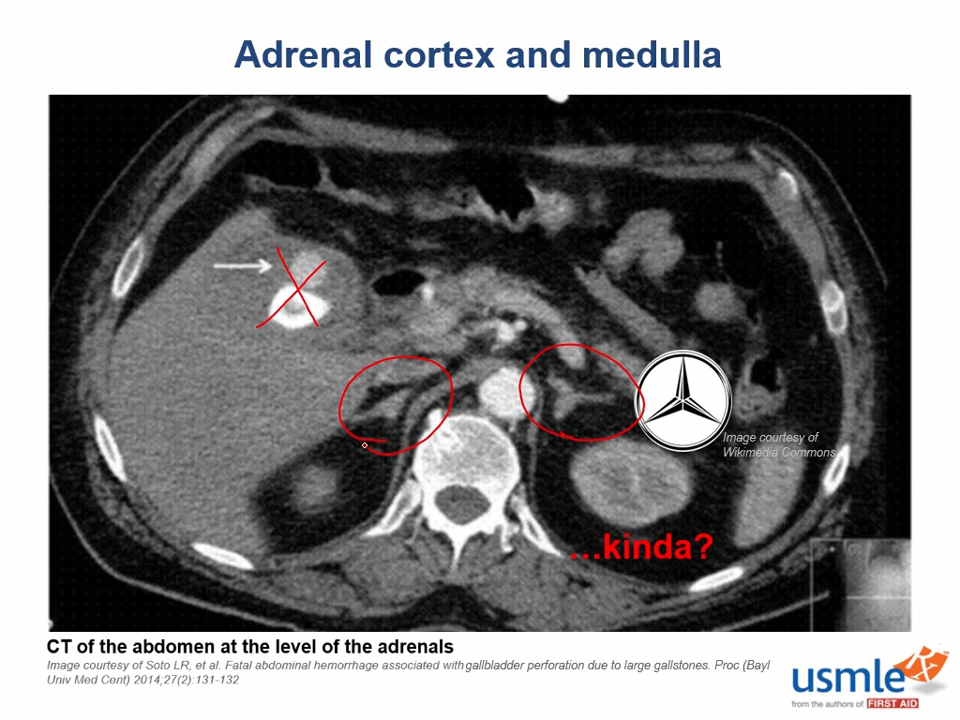 Adrenal cortex and medulla
Image courtesy of
Wikimedia Commons
...kinda?
CT of the abdomen at the level of the adrenals
Image courtesy of Soto LR, et al. Fatal abdominal hemorrhage associated with gallbladder perforation due to large gallstones. Proc (Bayl
Univ Med Cent) 2014;27(2):131-132
usmle Rx
from the authors of FIRST AID